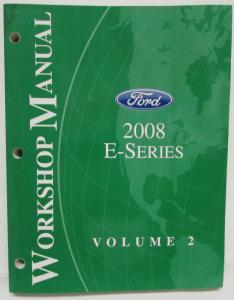 WORKSHOP MANUAL
Ford
2008
E-SERIES
VOLUME 2